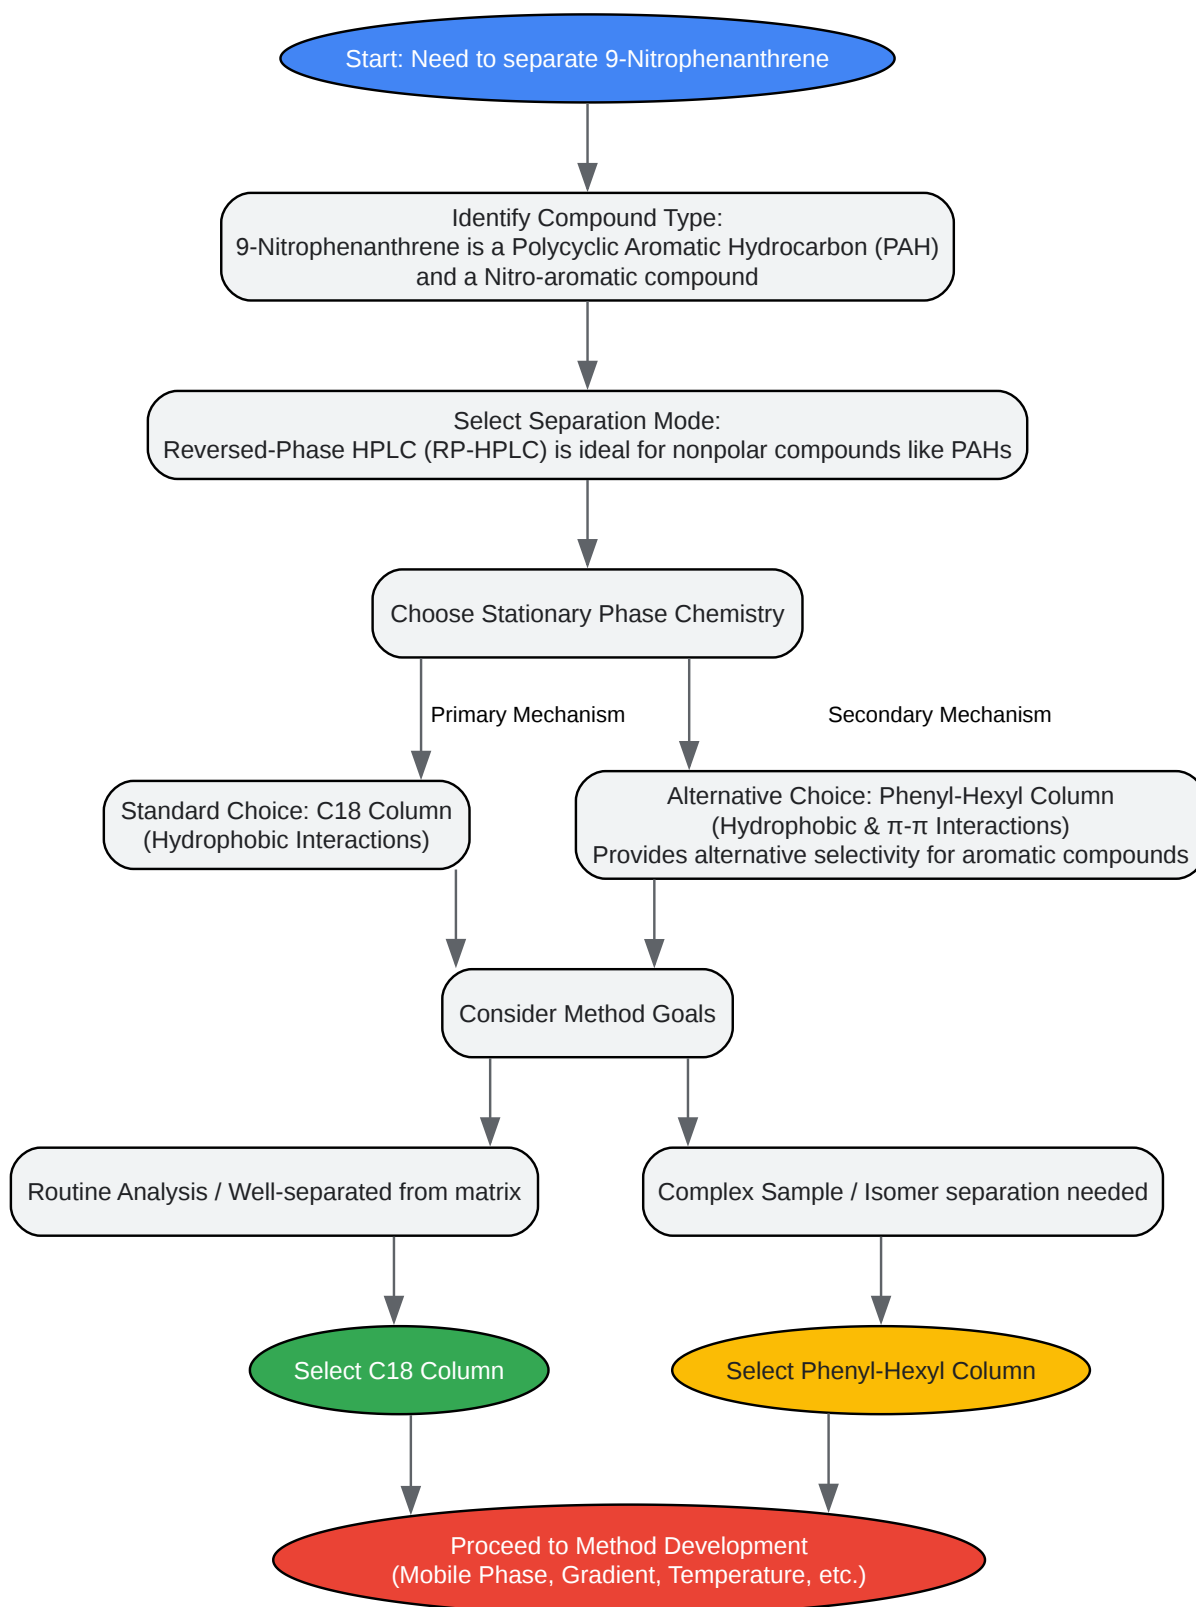 Start: Need to separate 9-Nitrophenanthrene
Identify Compound Type:
9-Nitrophenanthrene is a Polycyclic Aromatic Hydrocarbon (PAH)
and a Nitro-aromatic compound
Select Separation Mode:
Reversed-Phase HPLC (RP-HPLC) is ideal for nonpolar compounds like PAHs
Choose Stationary Phase Chemistry
Primary Mechanism
Secondary Mechanism
Standard Choice: C18 Column
(Hydrophobic Interactions)
Alternative Choice: Phenyl-Hexyl Column
(Hydrophobic & π-π Interactions)
Provides alternative selectivity for aromatic compounds
Consider Method Goals
Routine Analysis / Well-separated from matrix
Complex Sample / Isomer separation needed
Select C18 Column
Select Phenyl-Hexyl Column
Proceed to Method Development
(Mobile Phase, Gradient, Temperature, etc.)